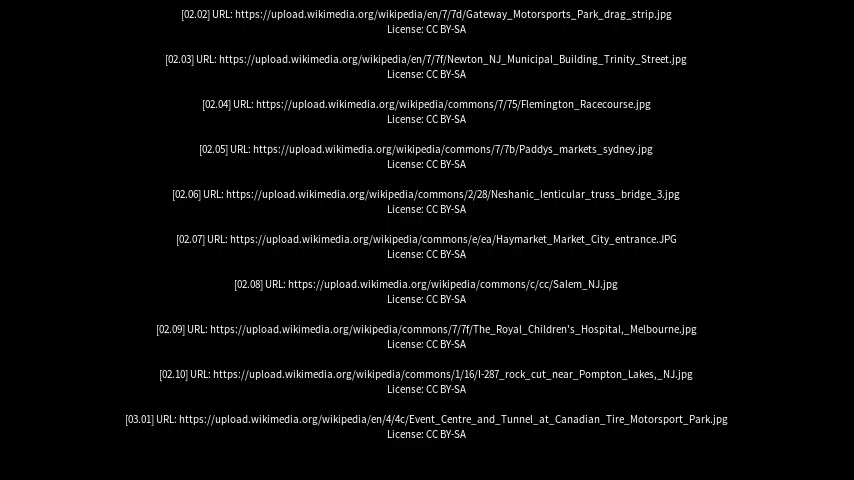 [02.02] URL: https://upload.wikimedia.org/wikipedia/en/7/7d/Gateway_Motorsports_Park_drag_strip.jpg
License: CC BY-SA
[02.03] URL: https://upload.wikimedia.org/wikipedia/en/7/7f/Newton_NJ_Municipal_Building_Trinity_Street.jpg
License: CC BY-SA
[02.04] URL: https://upload.wikimedia.org/wikipedia/commons/7/75/Flemington_Racecourse.jpg
License: CC BY-SA
[02.05] URL: https://upload.wikimedia.org/wikipedia/commons/7/7b/Paddys_markets_sydney.jpg
License: CC BY-SA
[02.06] URL: https://upload.wikimedia.org/wikipedia/commons/2/28/Neshanic_lenticular_truss_bridge_3.jpg
License: CC BY-SA
[02.07] URL: https://upload.wikimedia.org/wikipedia/commons/e/ea/Haymarket_Market_City_entrance.JPG
License: CC BY-SA
[02.08] URL: https://upload.wikimedia.org/wikipedia/commons/c/cc/Salem_NJ.jpg
License: CC BY-SA
[02.09] URL: https://upload.wikimedia.org/wikipedia/commons/7/7f/The_Royal_Children's_Hospital,_Melbourne.jpg
License: CC BY-SA
[02.10] URL: https://upload.wikimedia.org/wikipedia/commons/1/16/I-287_rock_cut_near_Pompton_Lakes,_NJ.jpg
License: CC BY-SA
[03.01] URL: https://upload.wikimedia.org/wikipedia/en/4/4c/Event_Centre_and_Tunnel_at_Canadian_Tire_Motorsport_Park.jpg
License: CC BY-SA